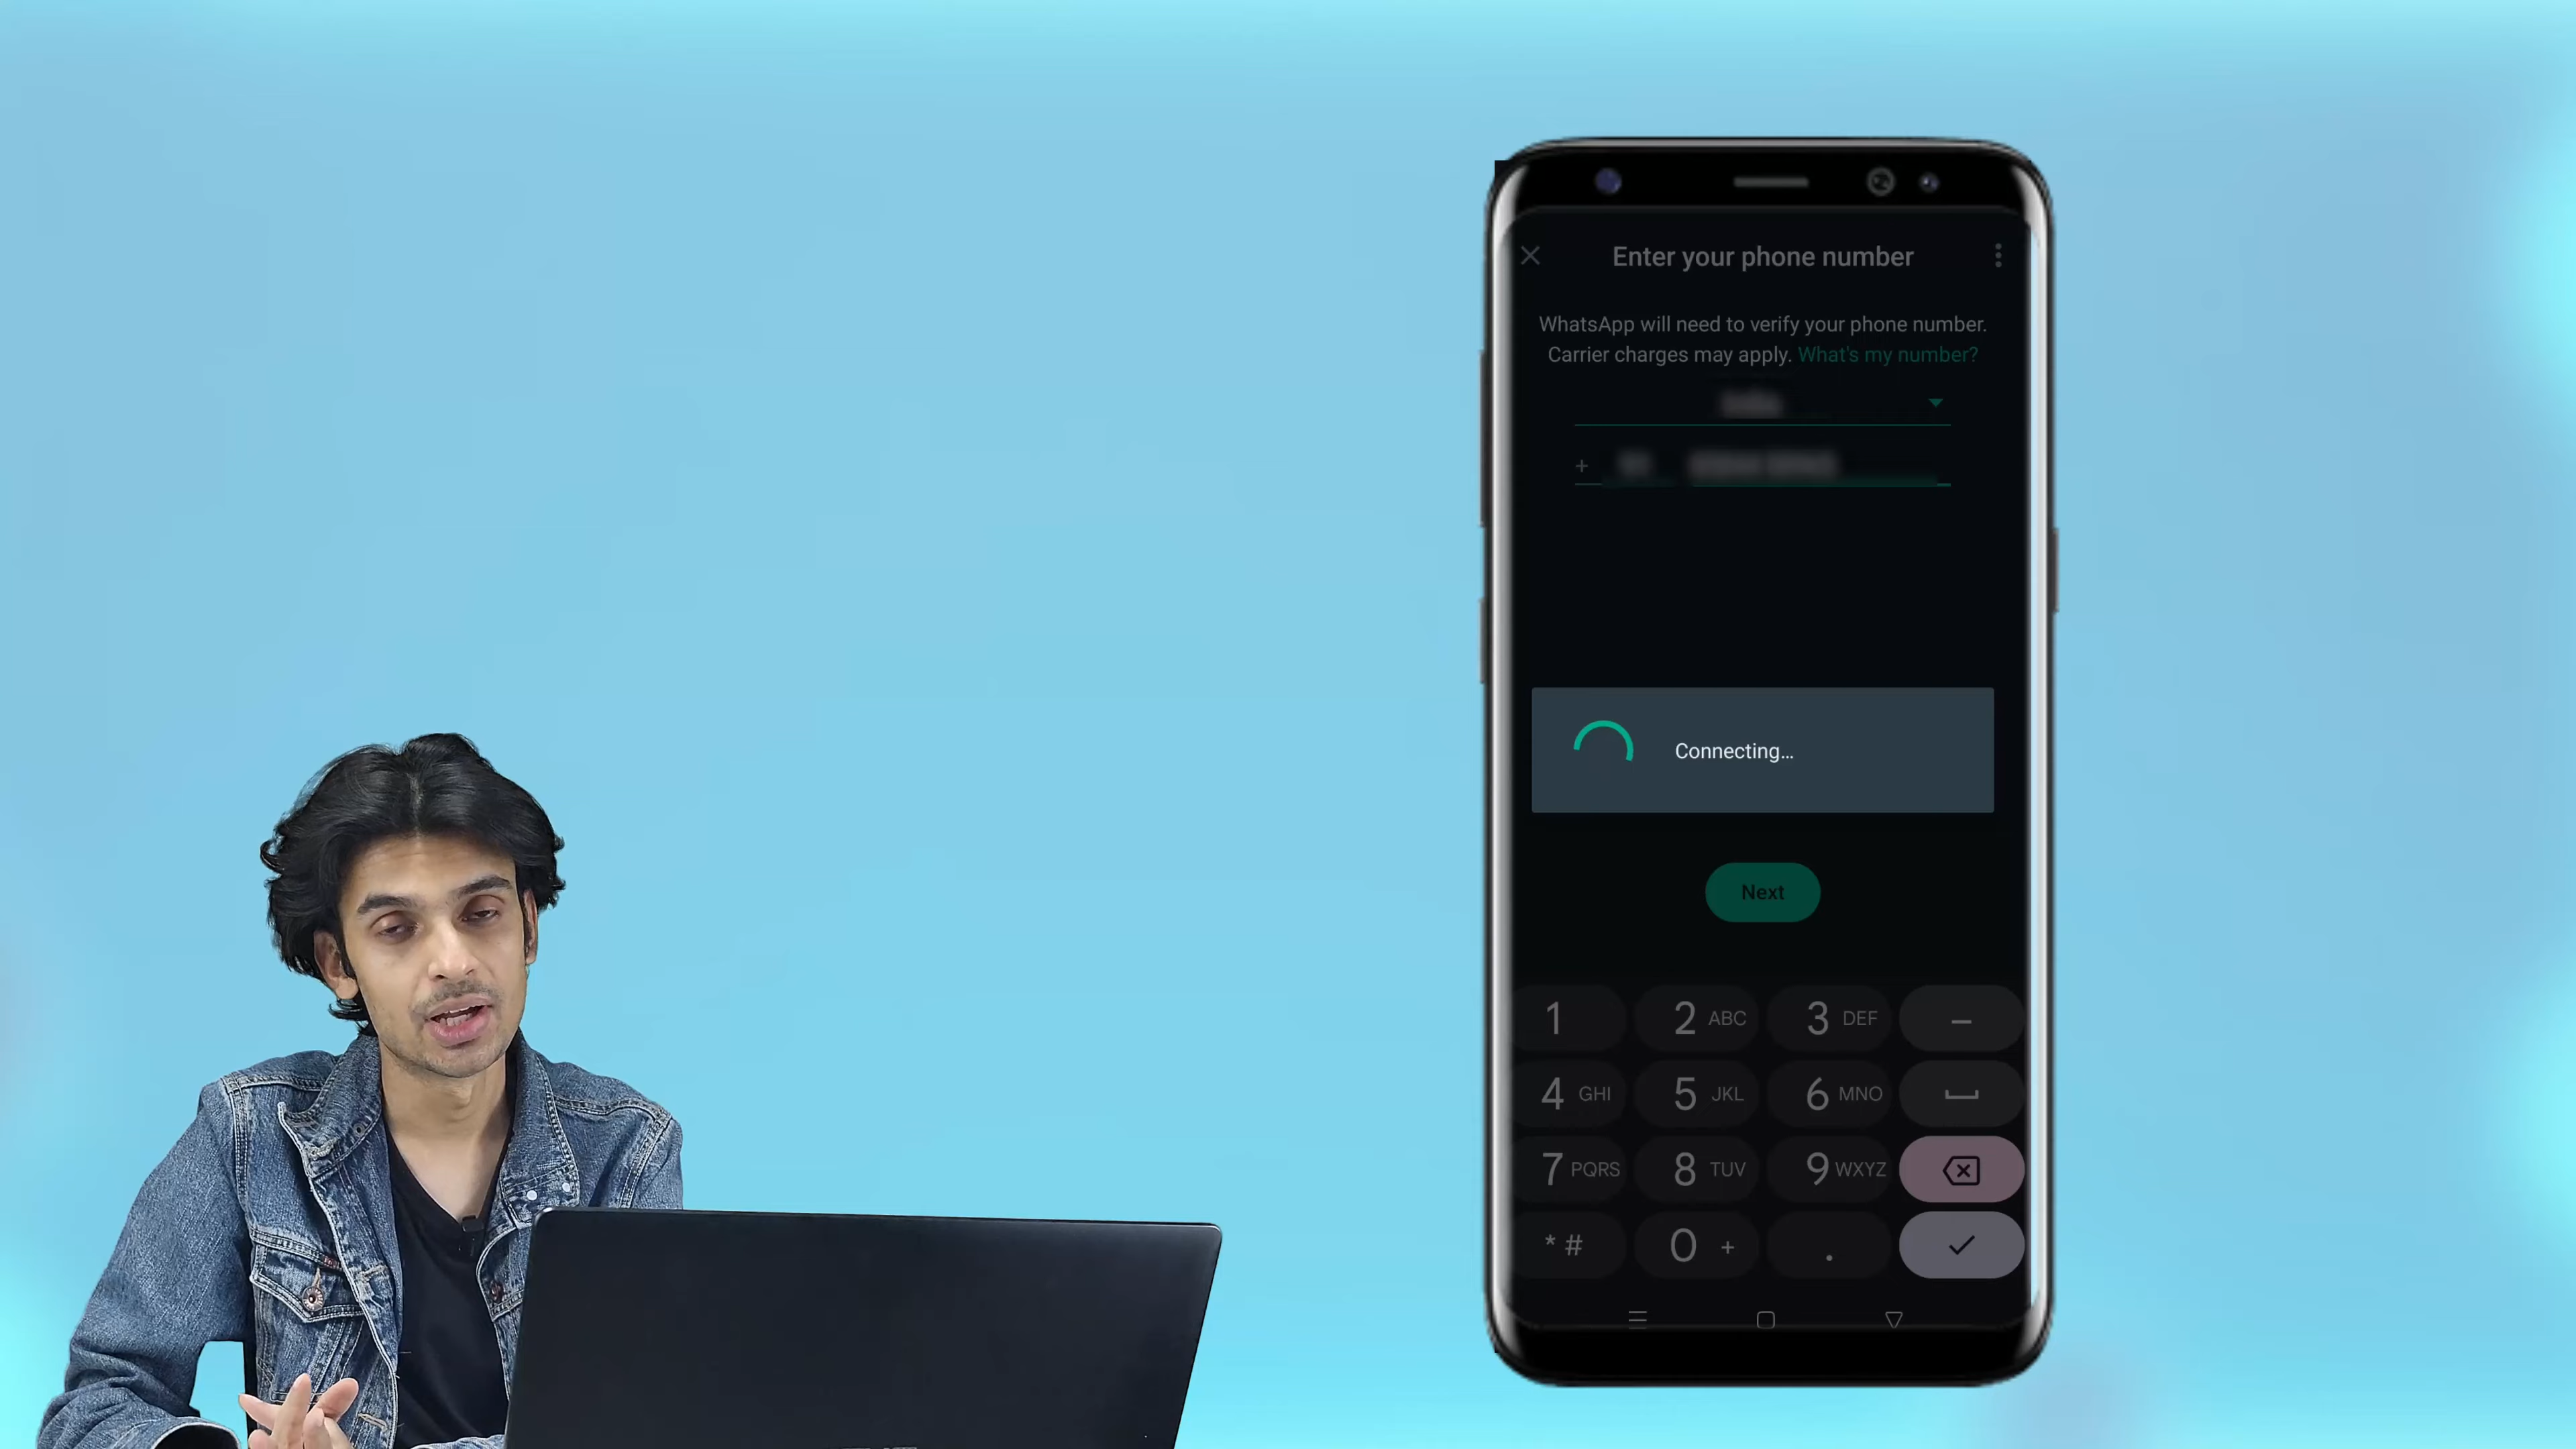 Enter your phone number
WhatsApp will need to verify your phone number.
Carrier charges may apply. What's my number?
+
Connecting...
Next
1 2 ABC 3 DEF –
4 GHI 5 JKL 6 MNO
7 PQRS 8 TUV 9 WXYZ
* # 0 + .